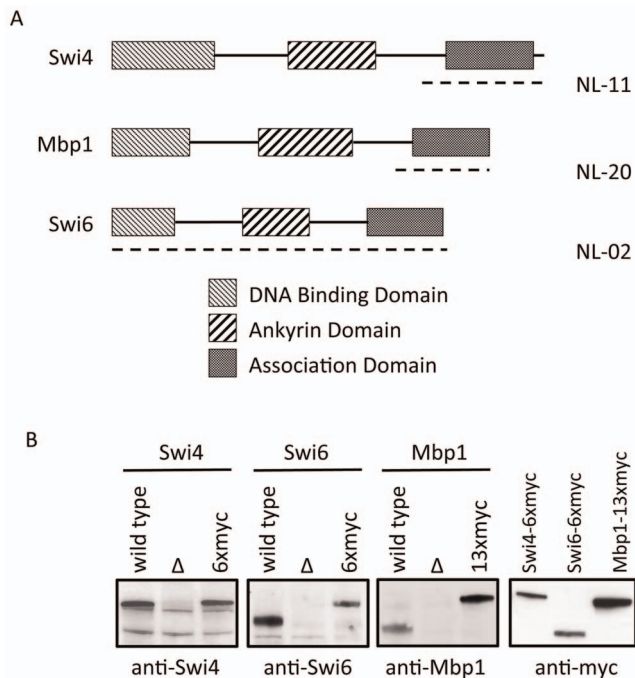 A
Swi4
NL-11
Mbp1
NL-20
Swi6
NL-02
DNA Binding Domain
Ankyrin Domain
Association Domain
B
Swi4
Swi6
Mbp1
wild type
Δ
6xmyc
wild type
Δ
6xmyc
wild type
Δ
13xmyc
Swi4-6xmyc
Swi6-6xmyc
Mbp1-13xmyc
anti-Swi4
anti-Swi6
anti-Mbp1
anti-myc